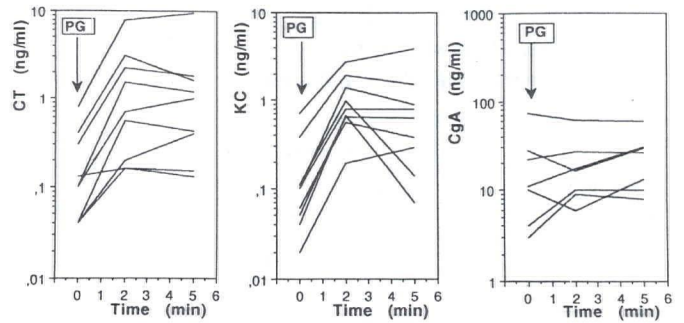 CT (ng/ml)
10
1
,1
,01
PG
0 1 2 3 4 5 6
Time (min)
KC (ng/ml)
10
1
,1
,01
PG
0 1 2 3 4 5 6
Time (min)
CgA (ng/ml)
1000
100
10
1
PG
0 1 2 3 4 5 6
Time (min)